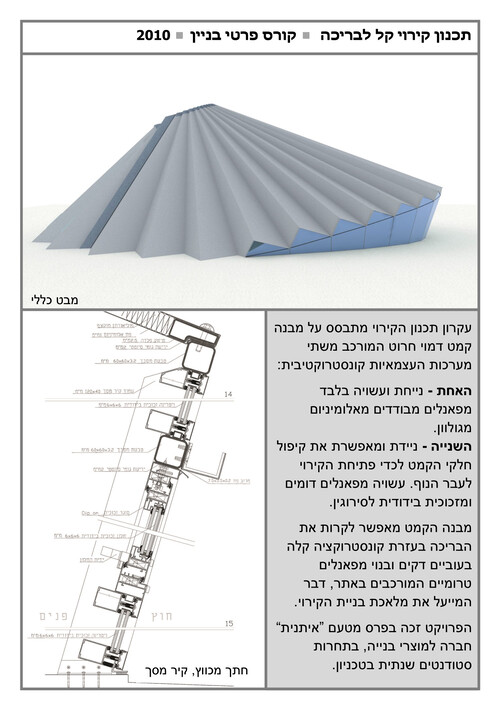 תכנון קירוי קל לבריכה ■ קורס פרטי בניין ■ 2010
מבט כללי
עקרון תכנון הקירוי מתבסס על מבנה
קמט דמוי חרוט המורכב משתי
מערכות העצמאיות קונסטרוקטיבית:
האחת - נייחת ועשויה בלבד
מפאנלים מבודדים מאלומיניום
מגולוון.
השנייה - ניידת ומאפשרת את קיפול
חלקי הקמט לכדי פתיחת הקירוי
לעבר הנוף. עשויה מפאנלים דומים
ומזכוכית בידודית לסירוגין.
מבנה הקמט מאפשר לקרות את
הבריכה בעזרת קונסטרוקציה קלה
בעוביים דקים ובנוי מפאנלים
טרומיים המורכבים באתר, דבר
המייעל את מלאכת בניית הקירוי.
הפרויקט זכה בפרס מטעם "איתנית"
חברה למוצרי בנייה, בתחרות
סטודנטים שנתית בטכניון.
14
15
חוץ
פנים
חתך מכווץ, קיר מסך